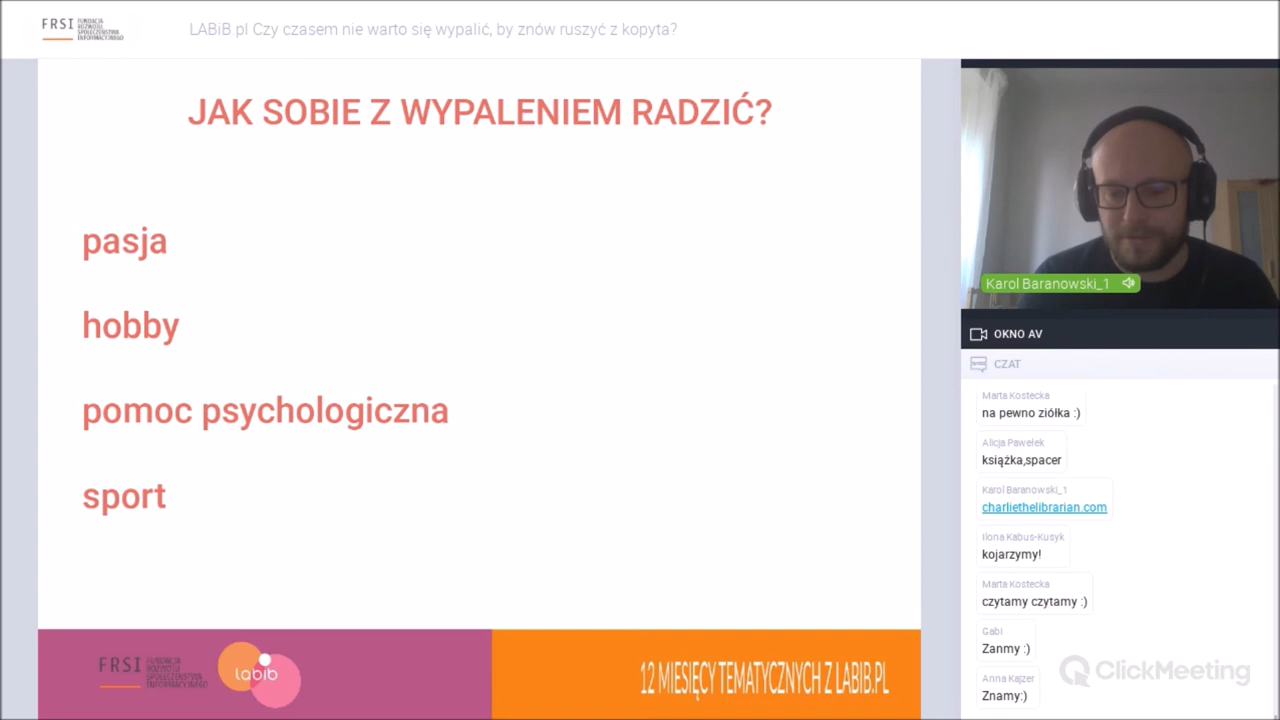 FRSI FUNDACJA
ROZWOJU
SPOŁECZEŃSTWA
INFORMACYJNEGO
LABiB.pl Czy czasem nie warto się wypalić, by znów ruszyć z kopyta?
JAK SOBIE Z WYPALENIEM RADZIĆ?
pasja
hobby
pomoc psychologiczna
sport
FRSI FUNDACJA
ROZWOJU
SPOŁECZEŃSTWA
INFORMACYJNEGO
labib
12 MIESIĘCY TEMATYCZNYCH Z LABIB.PL
Karol Baranowski_1
OKNO AV
CZAT
Marta Kostecka
na pewno ziółka :)
Alicja Pawełek
książka,spacer
Karol Baranowski_1
charliethelibrarian.com
Ilona Kabus-Kusyk
kojarzymy!
Marta Kostecka
czytamy czytamy :)
Gabi
Zanmy :)
Anna Kajzer
Znamy:)
ClickMeeting